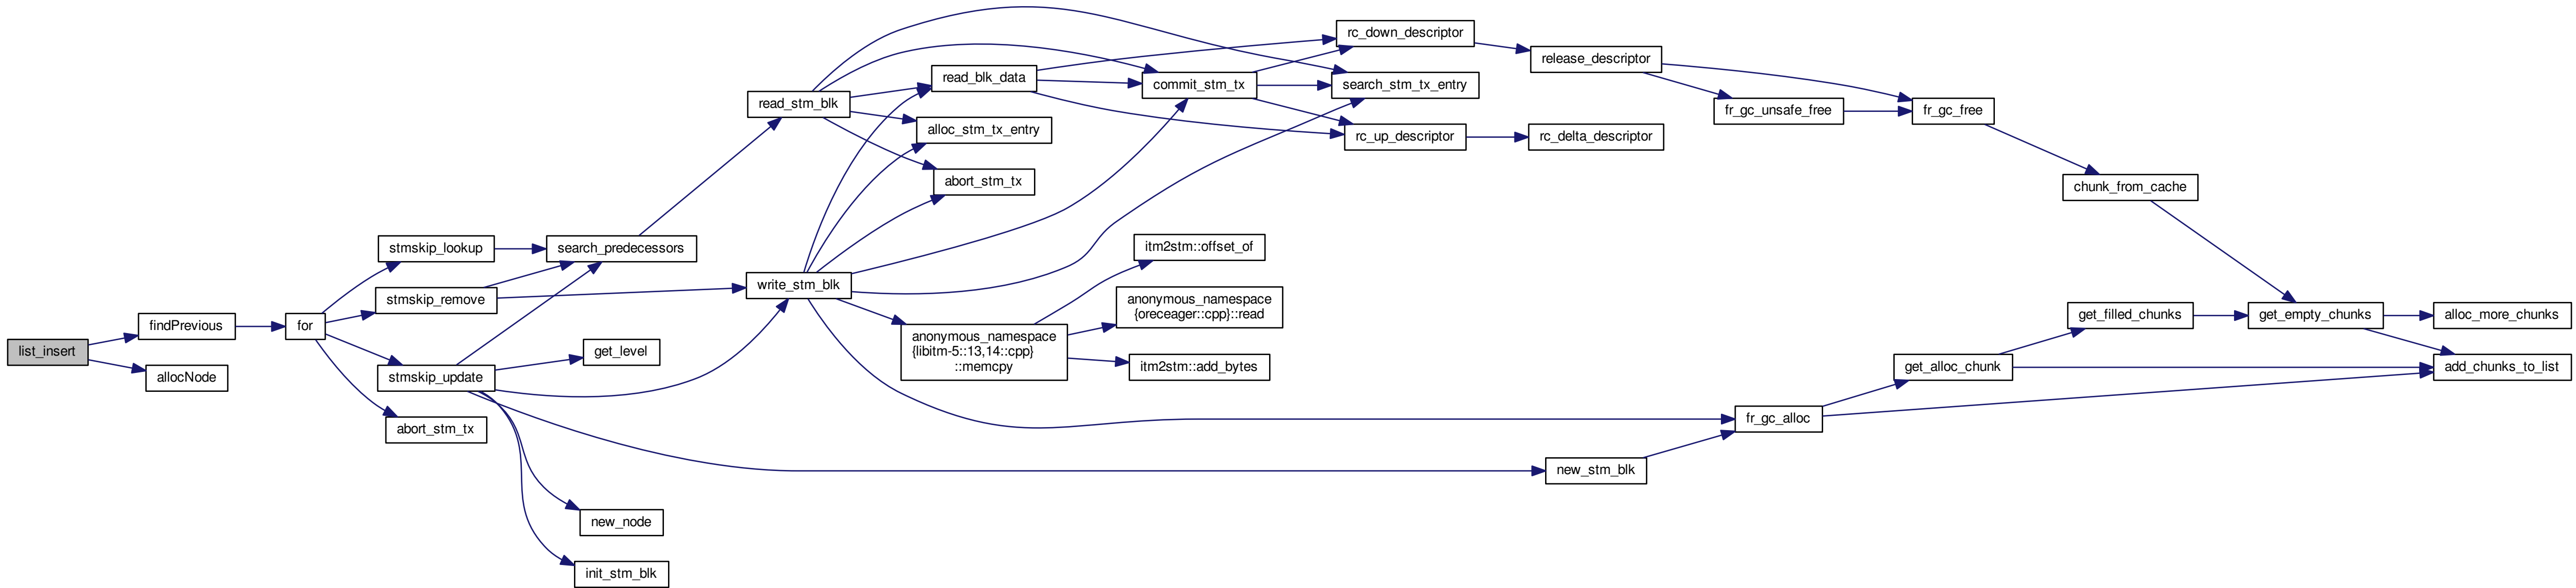 list_insert
findPrevious
allocNode
for
stmskip_lookup
stmskip_remove
stmskip_update
abort_stm_tx
search_predecessors
get_level
new_node
init_stm_blk
read_stm_blk
write_stm_blk
read_blk_data
alloc_stm_tx_entry
abort_stm_tx
anonymous_namespace
{libitm-5::13,14::cpp}
::memcpy
commit_stm_tx
itm2stm::offset_of
anonymous_namespace
{oreceager::cpp}::read
itm2stm::add_bytes
rc_down_descriptor
search_stm_tx_entry
rc_up_descriptor
release_descriptor
rc_delta_descriptor
new_stm_blk
fr_gc_unsafe_free
fr_gc_alloc
fr_gc_free
get_alloc_chunk
chunk_from_cache
get_filled_chunks
get_empty_chunks
alloc_more_chunks
add_chunks_to_list